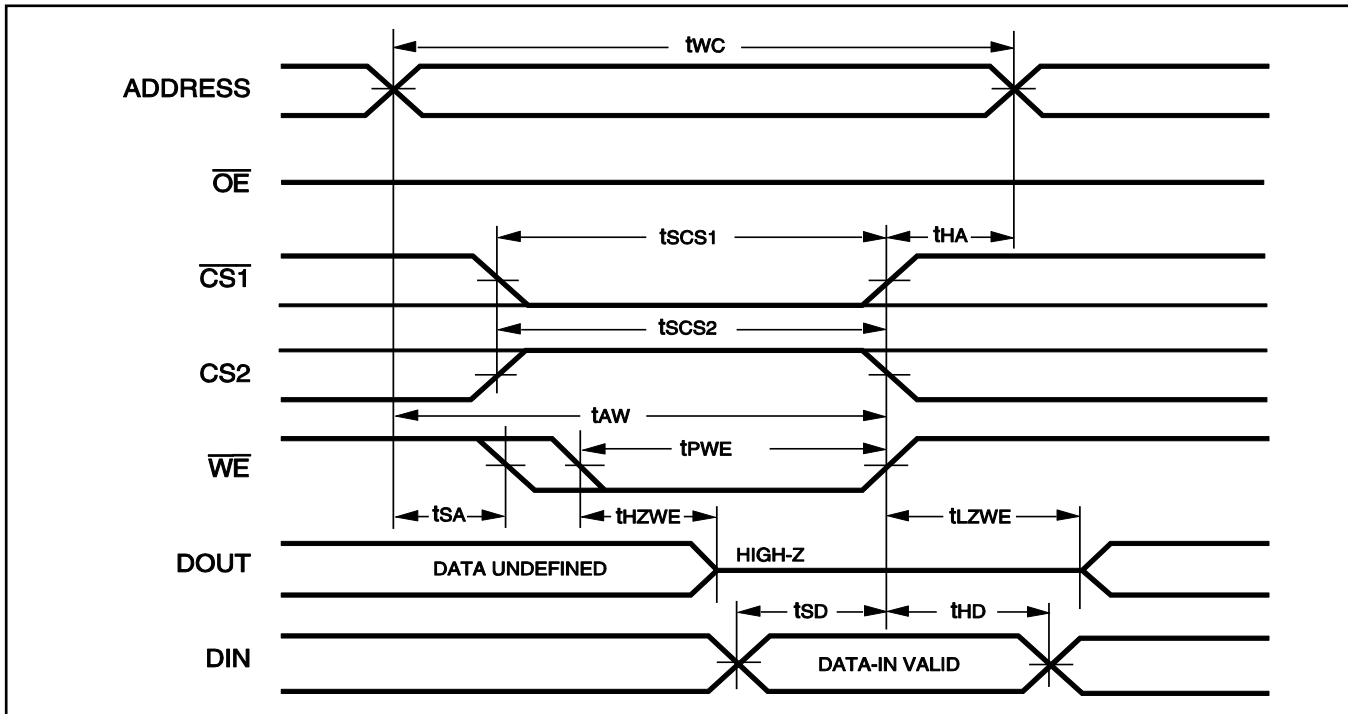 tWC
ADDRESS
OE
tSCS1
tHA
CS1
tSCS2
CS2
tAW
WE
tPWE
tSA
tHZWE
tLZWE
DOUT
DATA UNDEFINED
HIGH-Z
tSD
tHD
DIN
DATA-IN VALID